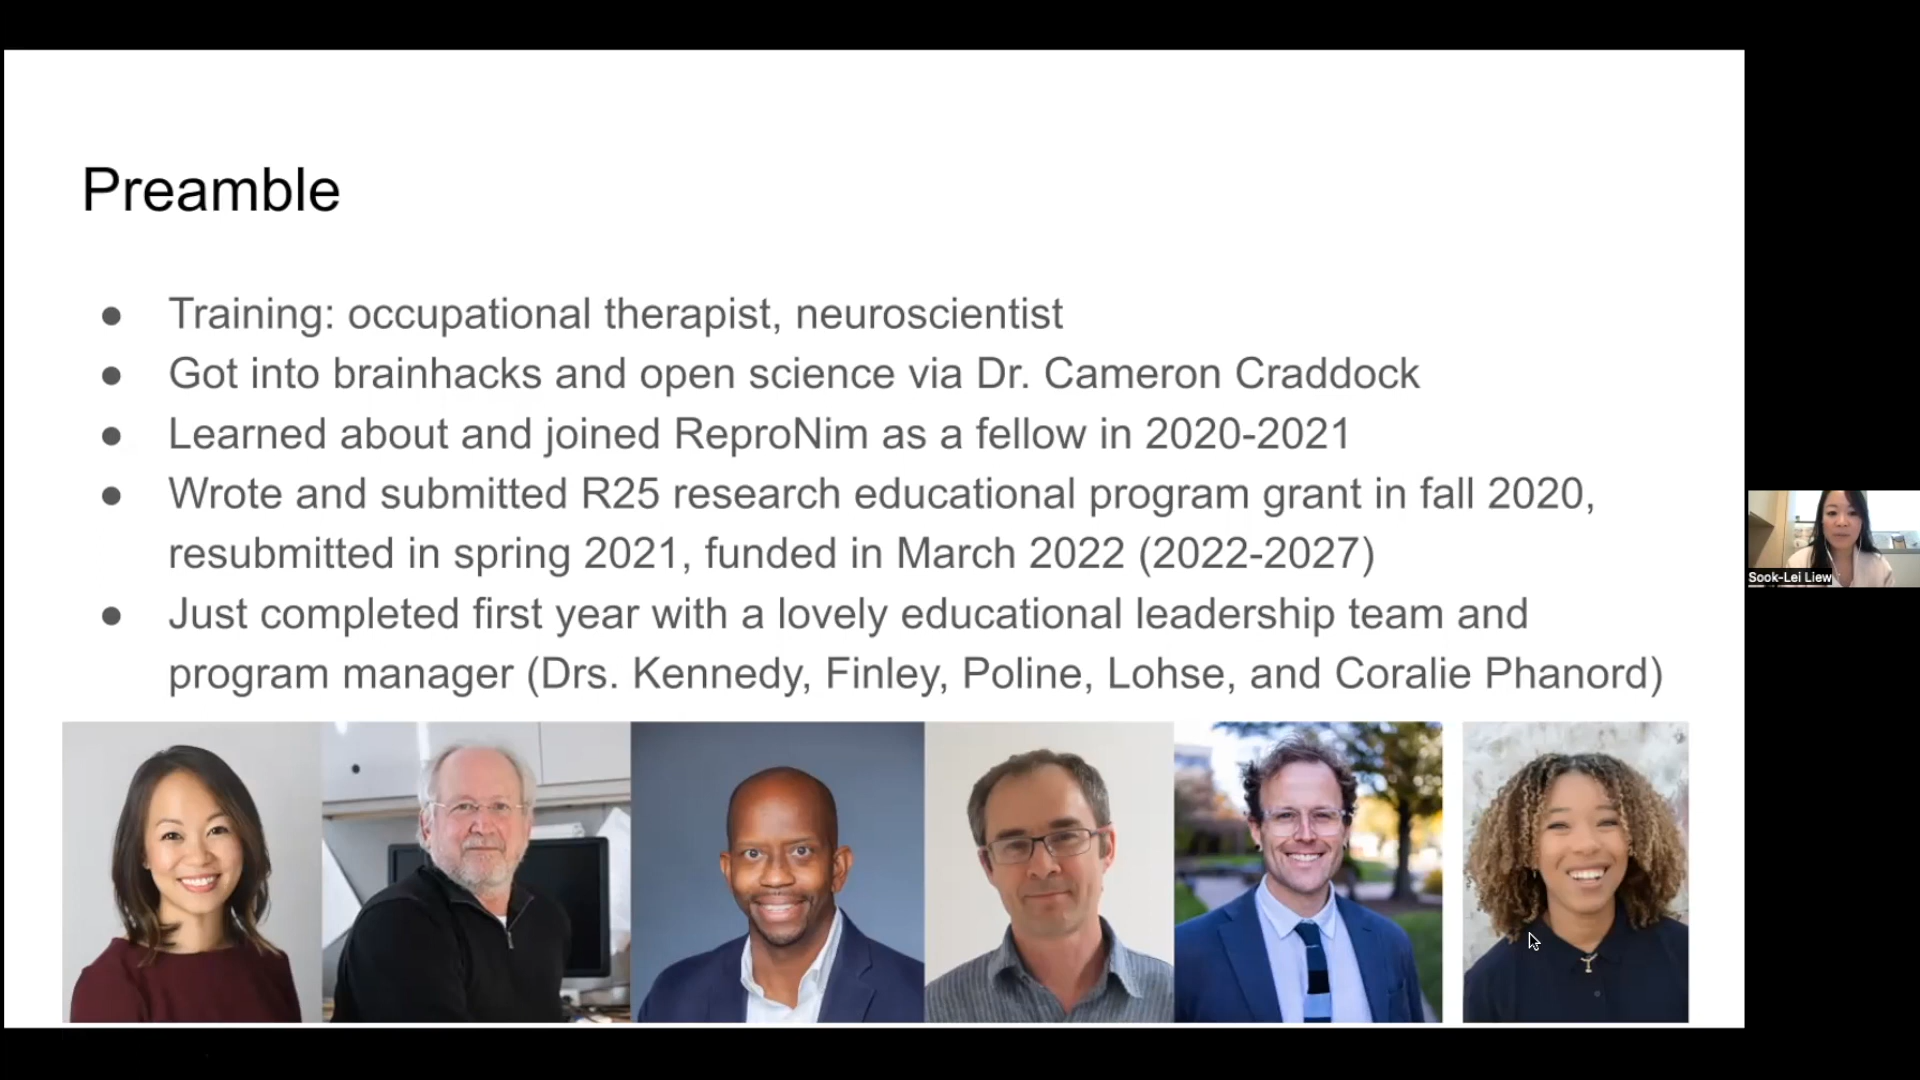 Preamble
● Training: occupational therapist, neuroscientist
● Got into brainhacks and open science via Dr. Cameron Craddock
● Learned about and joined ReproNim as a fellow in 2020-2021
● Wrote and submitted R25 research educational program grant in fall 2020,
resubmitted in spring 2021, funded in March 2022 (2022-2027)
● Just completed first year with a lovely educational leadership team and
program manager (Drs. Kennedy, Finley, Poline, Lohse, and Coralie Phanord)
Sook-Lei Liew